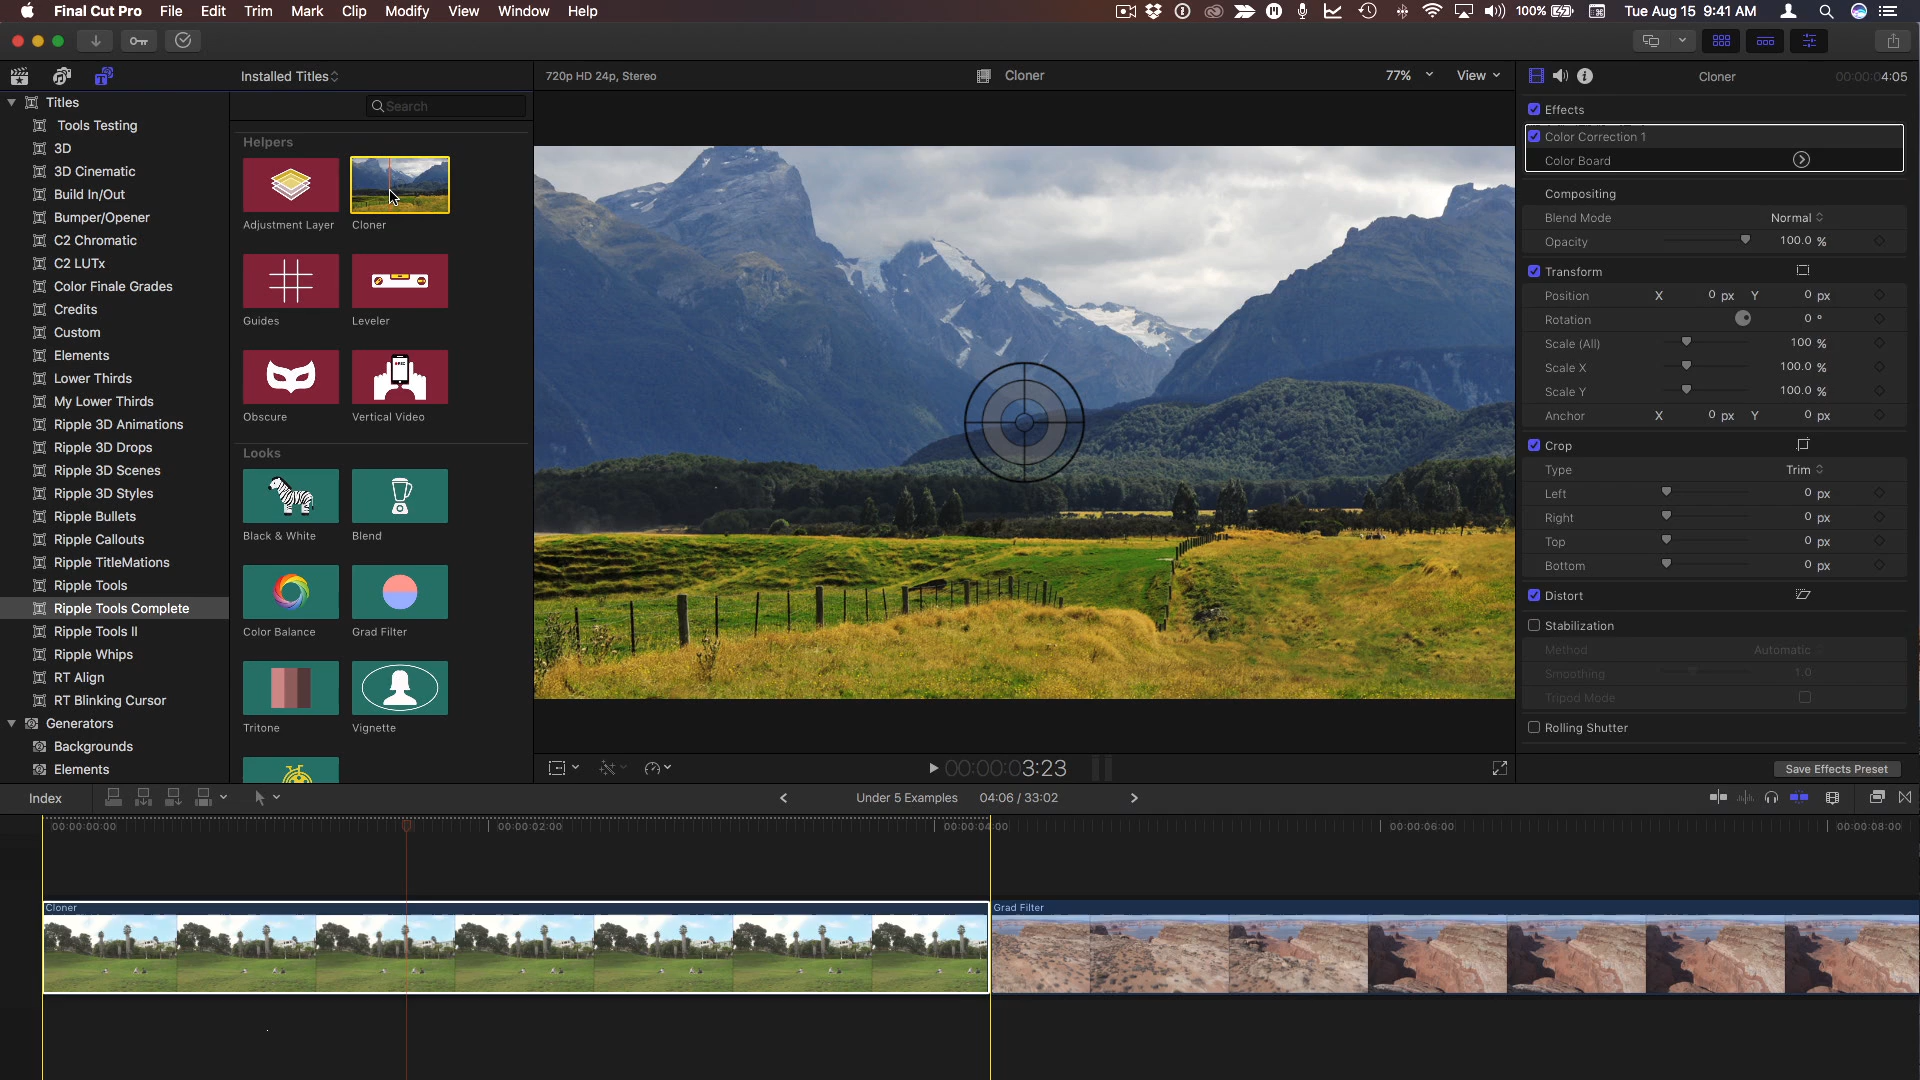 Final Cut Pro File Edit Trim Mark Clip Modify View Window Help 100% Tue Aug 15 9:41 AM
Installed Titles 720p HD 24p, Stereo Cloner 77% View Cloner 00:00:04:05
Titles
Tools Testing
3D
3D Cinematic
Build In/Out
Bumper/Opener
C2 Chromatic
C2 LUTx
Color Finale Grades
Credits
Custom
Elements
Lower Thirds
My Lower Thirds
Ripple 3D Animations
Ripple 3D Drops
Ripple 3D Scenes
Ripple 3D Styles
Ripple Bullets
Ripple Callouts
Ripple TitleMations
Ripple Tools
Ripple Tools Complete
Ripple Tools II
Ripple Whips
RT Align
RT Blinking Cursor
Generators
Backgrounds
Elements
Search
Helpers
Adjustment Layer Cloner
Guides Leveler
Obscure Vertical Video
Looks
Black & White Blend
Color Balance Grad Filter
Tritone Vignette
Effects
Color Correction 1
Color Board
Compositing
Blend Mode Normal
Opacity 100.0 %
Transform
Position X 0 px Y 0 px
Rotation 0 °
Scale (All) 100 %
Scale X 100.0 %
Scale Y 100.0 %
Anchor X 0 px Y 0 px
Crop
Type Trim
Left 0 px
Right 0 px
Top 0 px
Bottom 0 px
Distort
Stabilization
Method Automatic
Smoothing 1.0
Tripod Mode
Rolling Shutter
Save Effects Preset
00:00:03:23
Index Under 5 Examples 04:06 / 33:02
00:00:00:00 00:00:02:00 00:00:04:00 00:00:06:00 00:00:08:00
Cloner Grad Filter